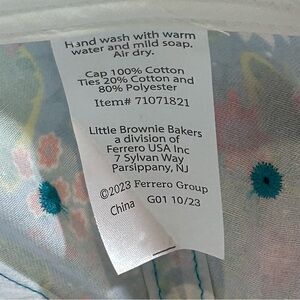 Hand wash with warm
water and mild soap.
Air dry.
Cap 100% Cotton
Ties 20% Cotton and
80% Polyester
Item# 71071821
Little Brownie Bakers
a division of
Ferrero USA Inc
7 Sylvan Way
Parsippany, NJ
©2023 Ferrero Group
China G01 10/23